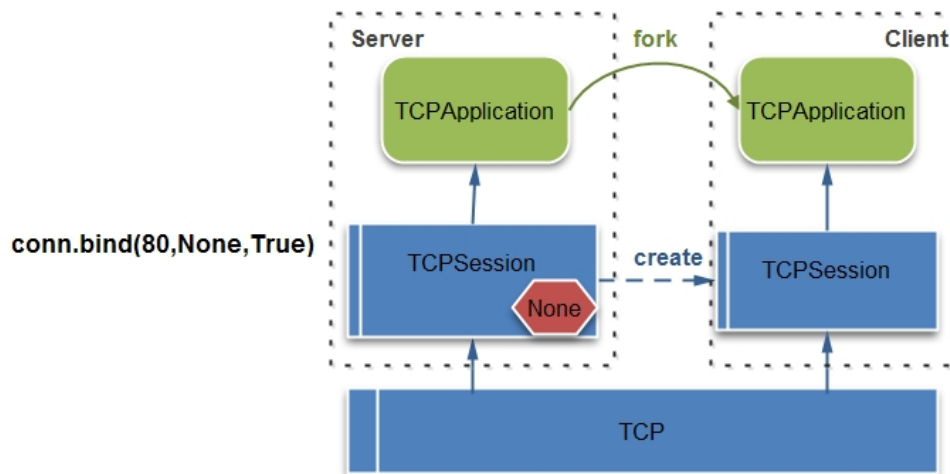 Server
fork
Client
TCPApplication
TCPApplication
conn.bind(80,None,True)
TCPSession
create
TCPSession
None
TCP